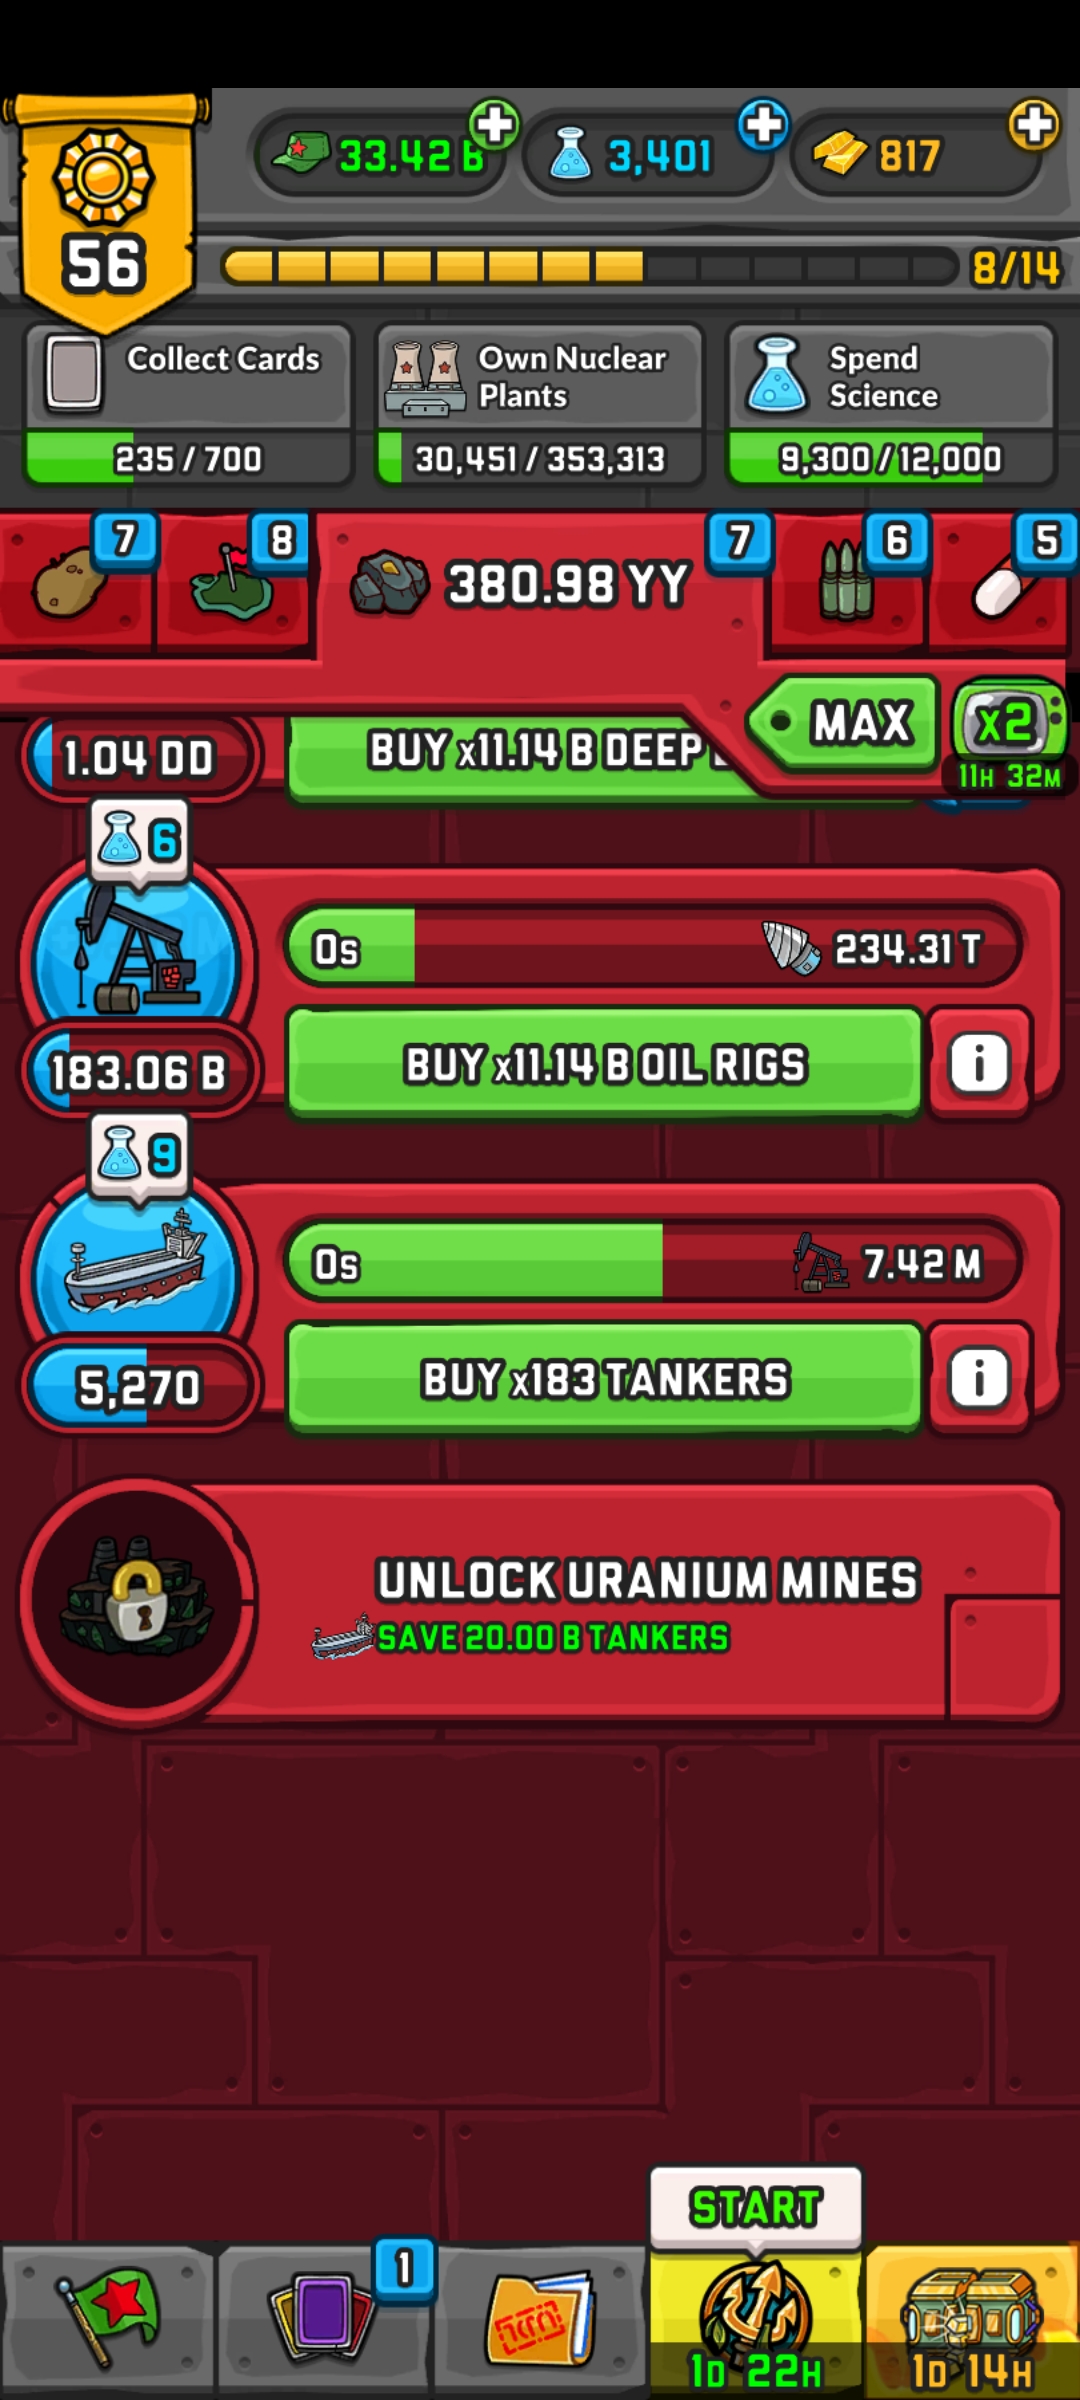 33.42 B
3,401
817
56
8/14
Collect Cards
235 / 700
Own Nuclear
Plants
30,451 / 353,313
Spend
Science
9,300 / 12,000
7
8
380.98 YY
7
6
5
MAX
x2
11H 32M
1.04 DD
BUY x11.14 B DEEP
6
0s
234.31 T
183.06 B
BUY x11.14 B OIL RIGS
i
9
0s
7.42 M
5,270
BUY x183 TANKERS
i
UNLOCK URANIUM MINES
SAVE 20.00 B TANKERS
START
1
1D 22H
1D 14H